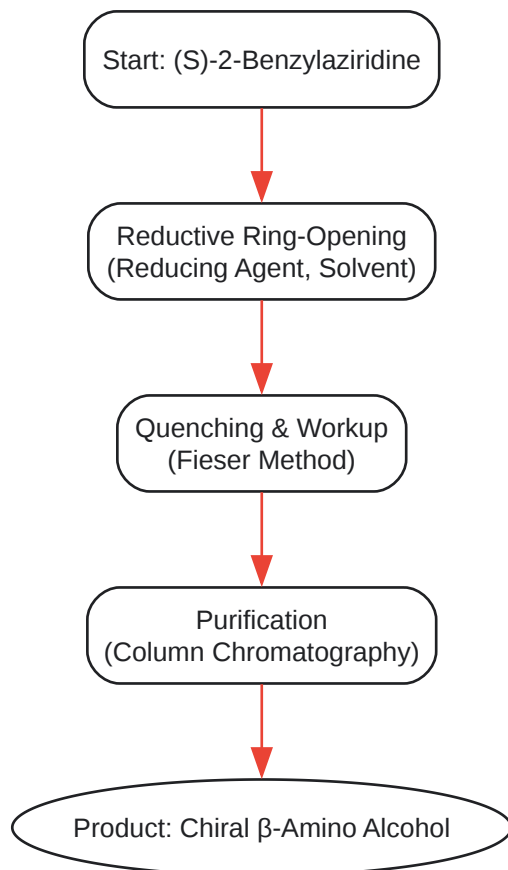 Start: (S)-2-Benzylaziridine
Reductive Ring-Opening
(Reducing Agent, Solvent)
Quenching & Workup
(Fieser Method)
Purification
(Column Chromatography)
Product: Chiral β-Amino Alcohol